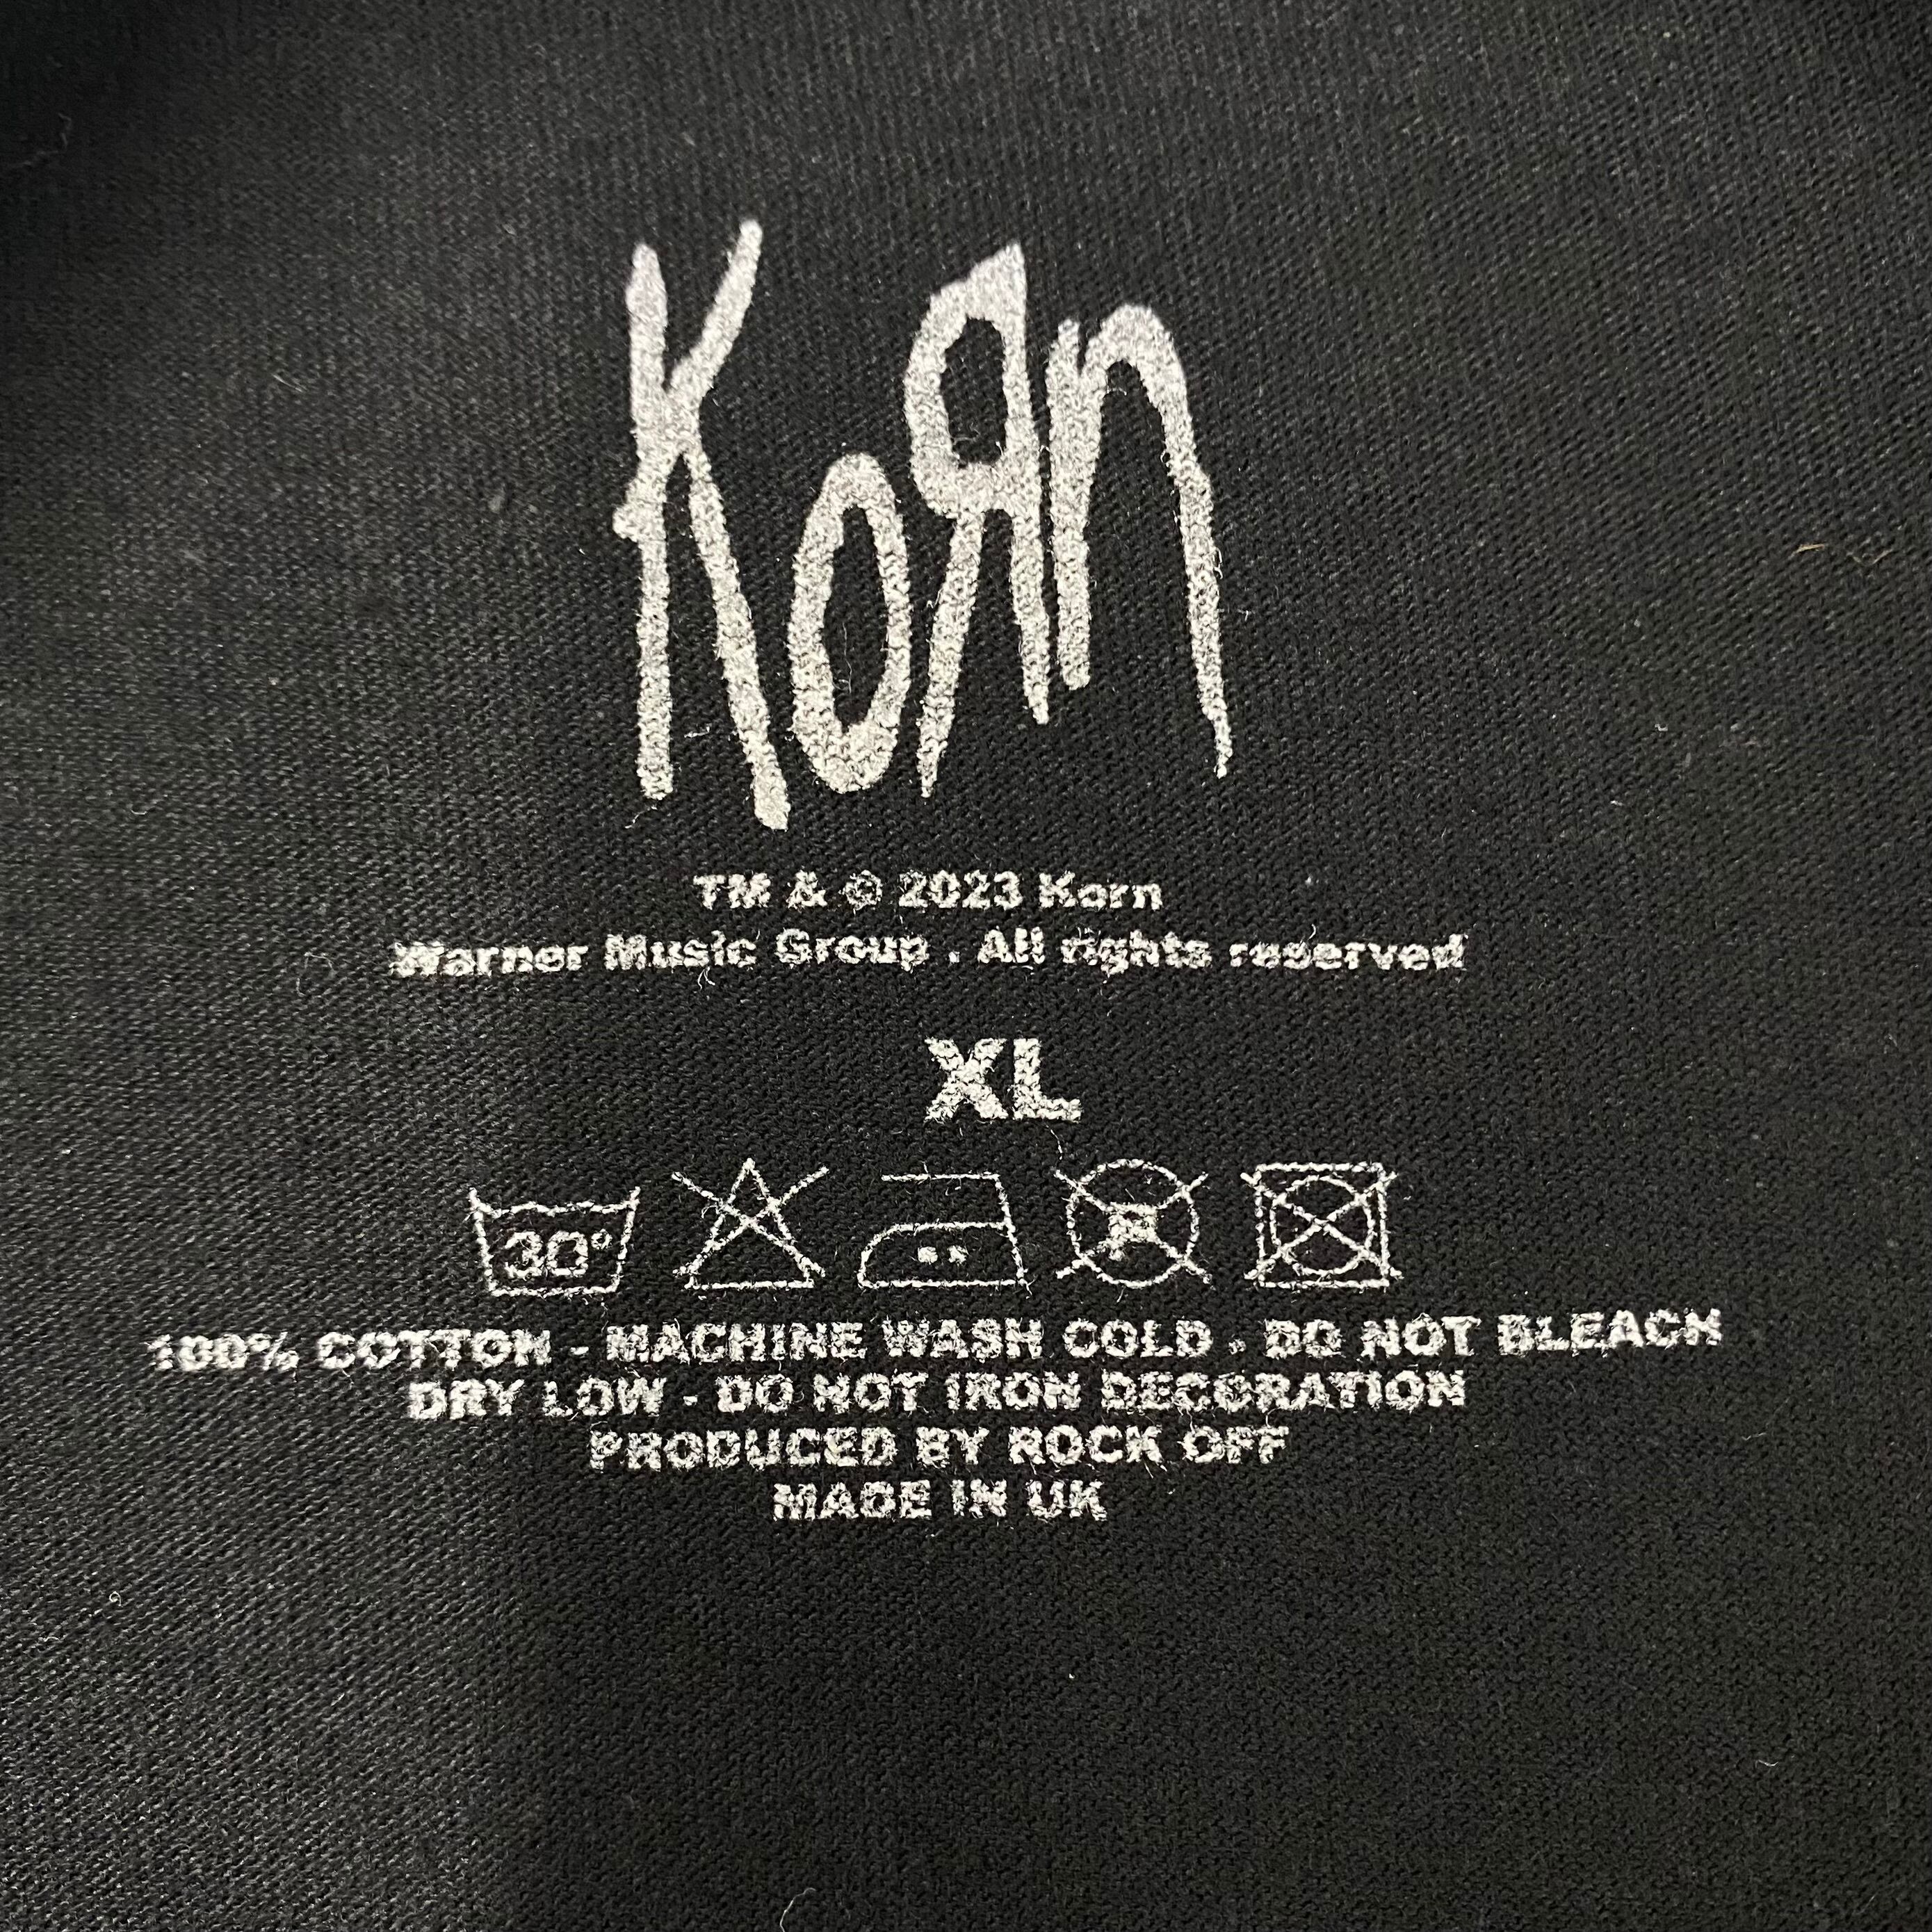 KoЯn
TM & © 2023 Korn
Warner Music Group . All rights reserved
XL
30°
100% COTTON - MACHINE WASH COLD - DO NOT BLEACH
DRY LOW - DO NOT IRON DECORATION
PRODUCED BY ROCK OFF
MADE IN UK